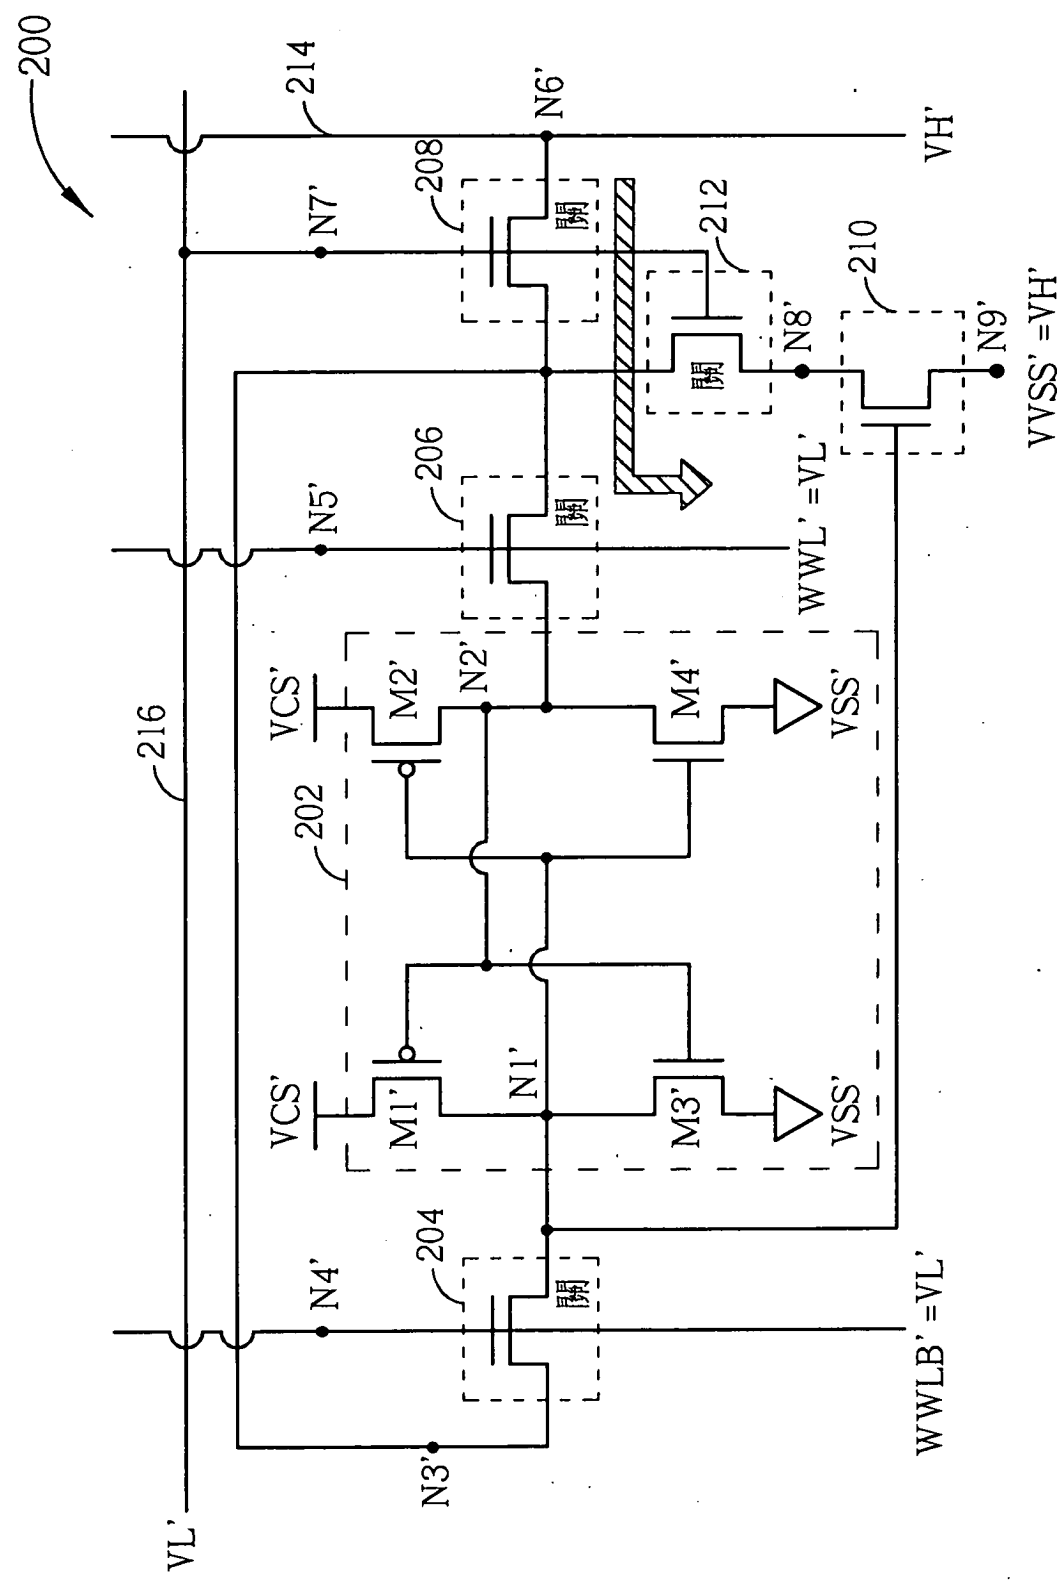 200
VL'
216
214
N4'
N5'
N7'
202
204
206
208
VCS'
VCS'
M1'
M2'
N2'
N3'
N1'
N6'
關
關
關
212
關
M3'
M4'
N8'
VSS'
VSS'
210
WWLB'=VL'
WWL'=VL'
VH'
N9'
VVSS'=VH'